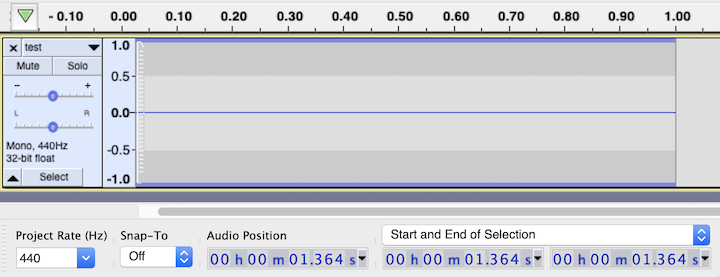 - 0.10 0.00 0.10 0.20 0.30 0.40 0.50 0.60 0.70 0.80 0.90 1.00
× test
Mute Solo
- +
L R
Mono, 440Hz
32-bit float
Select
1.0
0.5-
0.0-
-0.5-
-1.0
Project Rate (Hz) Snap-To Audio Position Start and End of Selection
440 Off 00 h 00 m 01.364 s 00 h 00 m 01.364 s 00 h 00 m 01.364 s